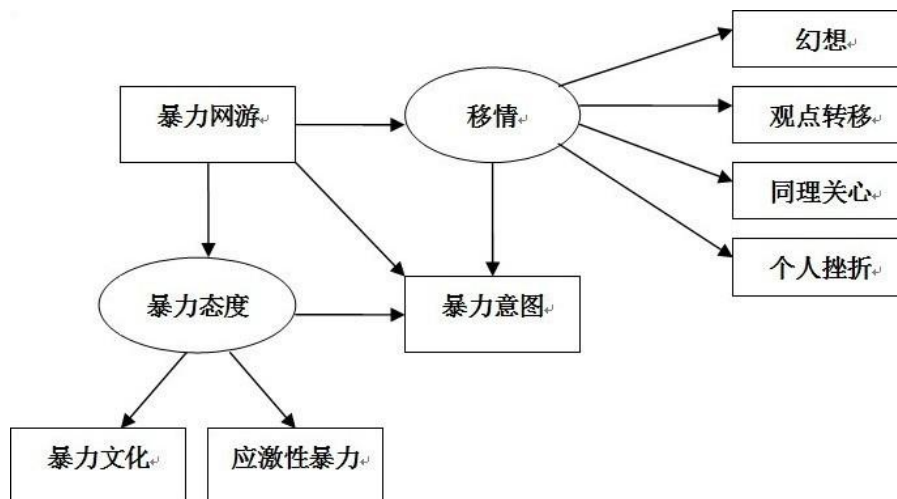 幻想
暴力网游
移情
观点转移
同理关心
个人挫折
暴力态度
暴力意图
暴力文化
应激性暴力